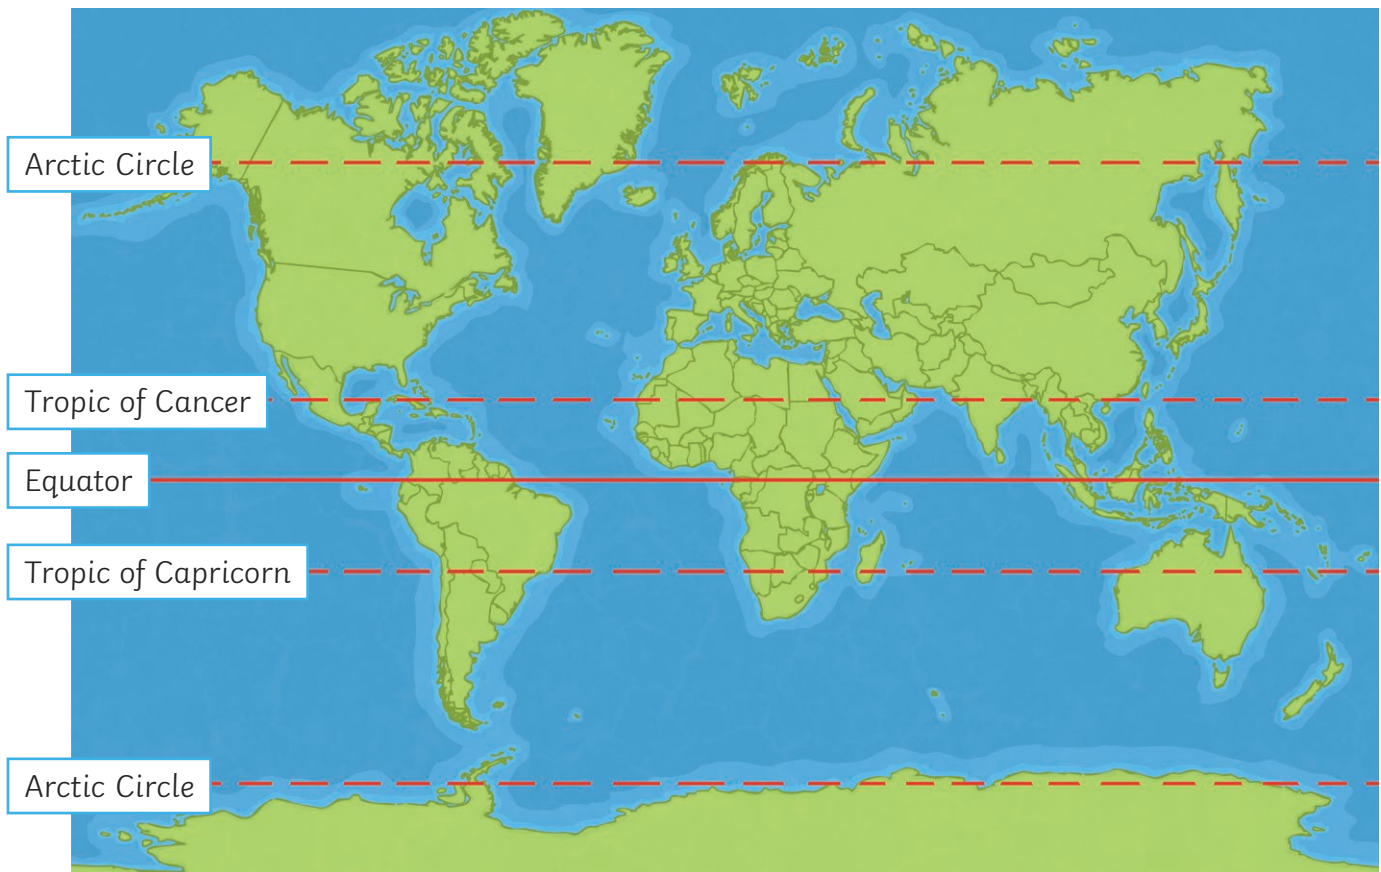 Arctic Circle
Tropic of Cancer
Equator
Tropic of Capricorn
Arctic Circle